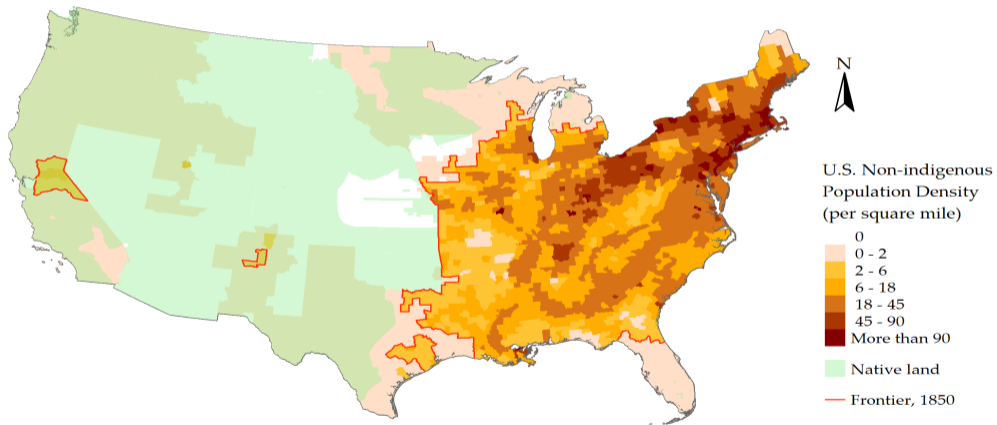 N
U.S. Non-indigenous
Population Density
(per square mile)
0
0 - 2
2 - 6
6 - 18
18 - 45
45 - 90
More than 90
Native land
Frontier, 1850